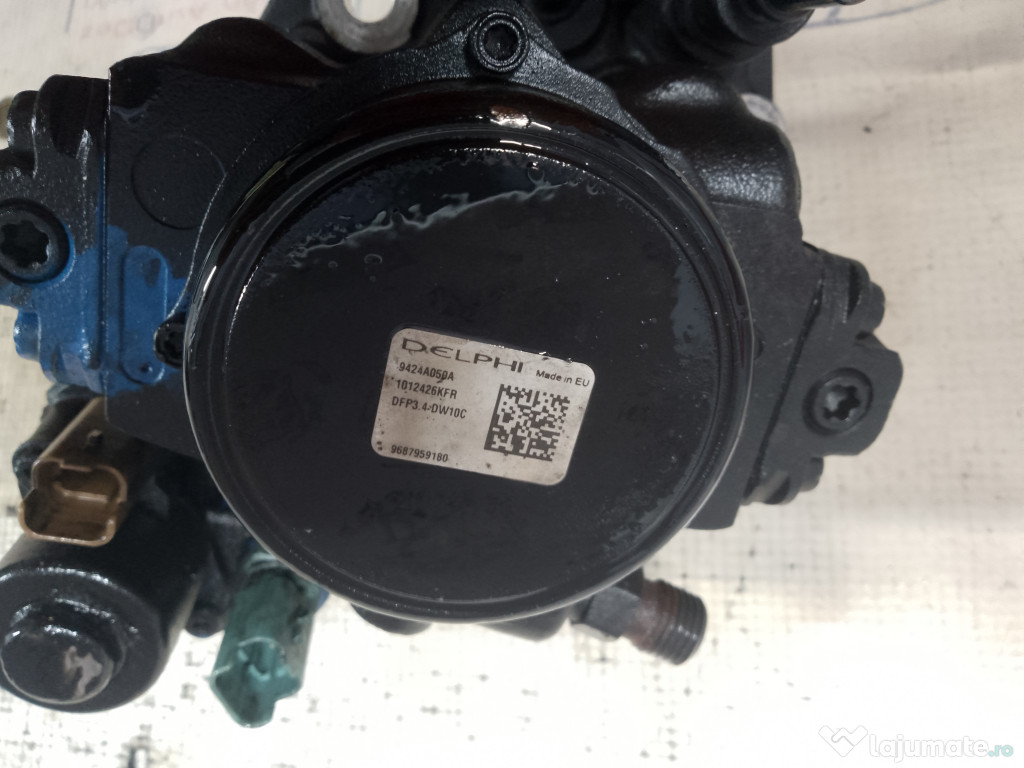 DELPHI
Made in EU
9424A050A
1012426KFR
DFP3.4 DW10C
9687959180
lajumate.ro